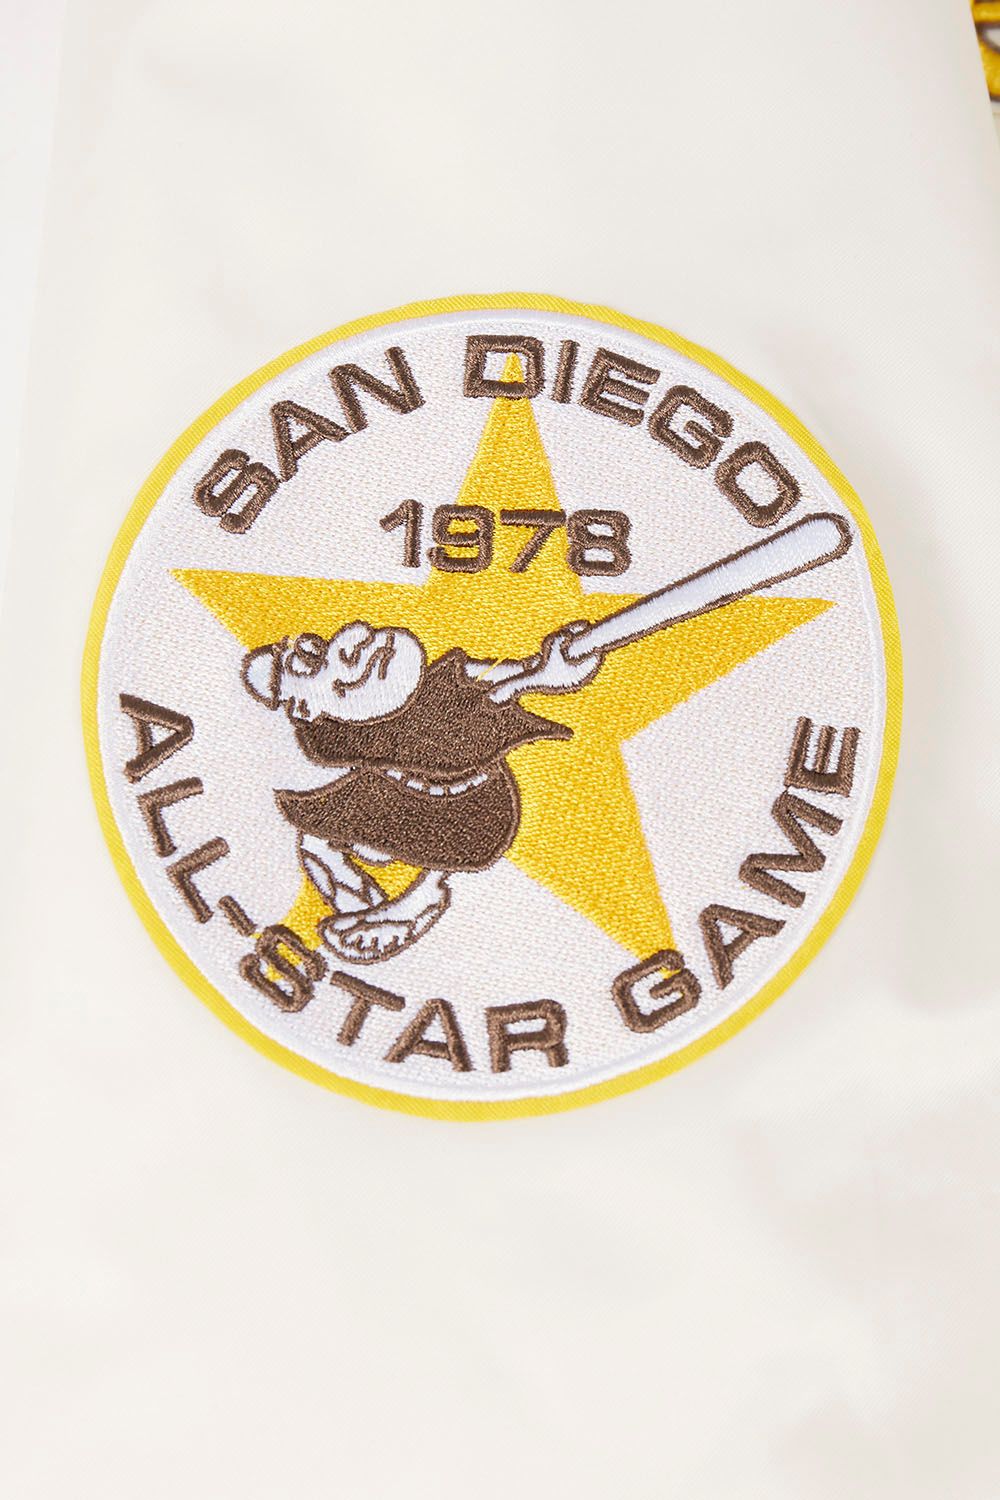 SAN DIEGO
1978
ALL-STAR GAME